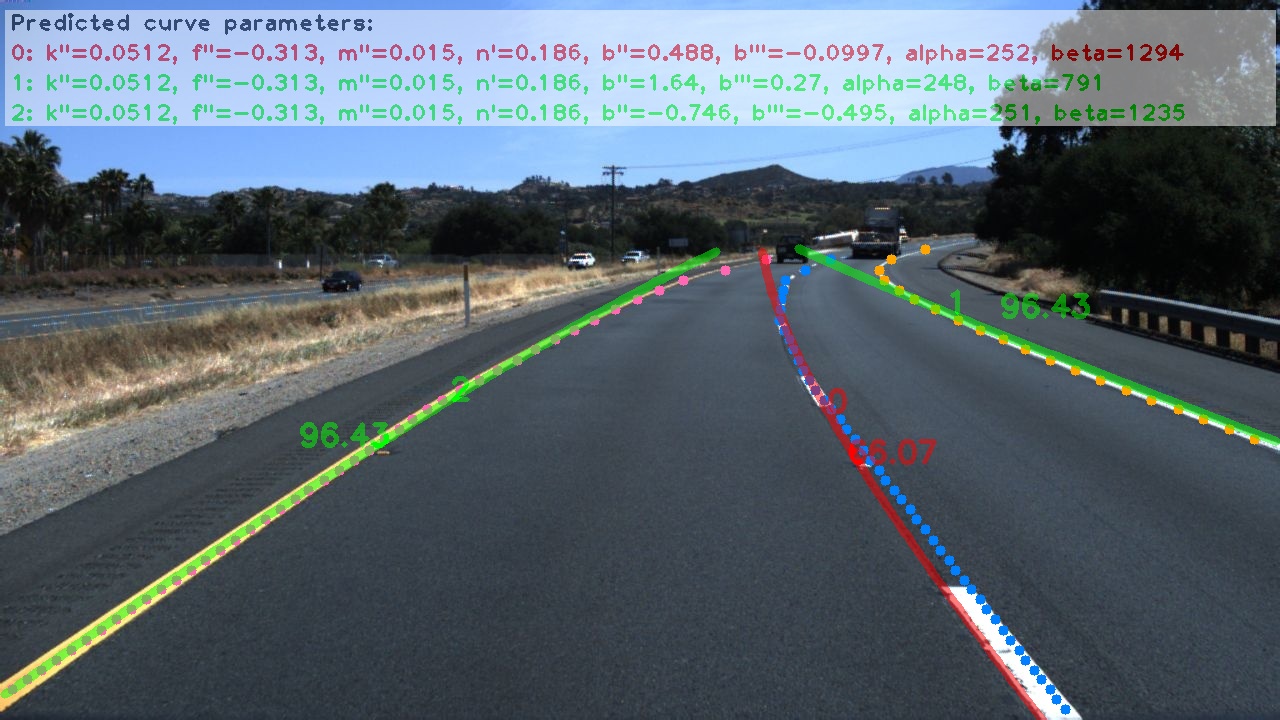 Predicted curve parameters:
0: k''=0.0512, f''=-0.313, m''=0.015, n'=0.186, b''=0.488, b'''=-0.0997, alpha=252, beta=1294
1: k''=0.0512, f''=-0.313, m''=0.015, n'=0.186, b''=1.64, b'''=0.27, alpha=248, beta=791
2: k''=0.0512, f''=-0.313, m''=0.015, n'=0.186, b''=-0.746, b'''=-0.495, alpha=251, beta=1235
1 96.43
2
0
96.43
6.07